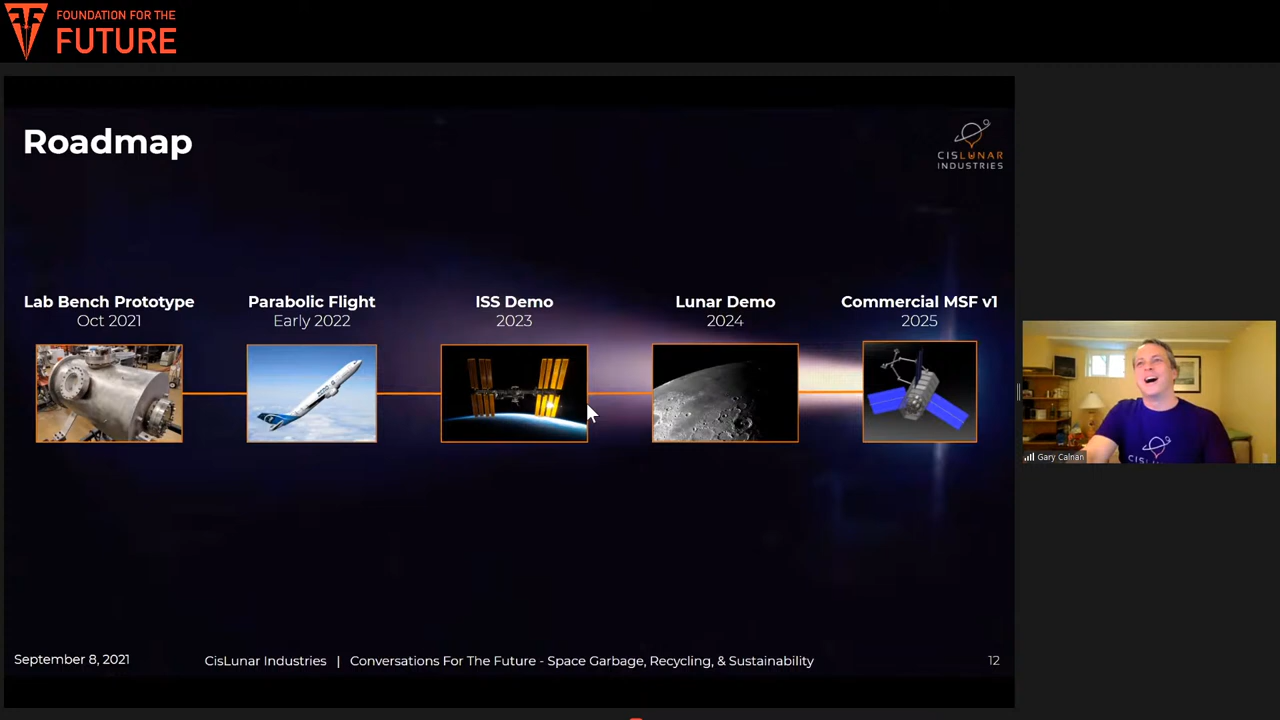 FOUNDATION FOR THE
FUTURE
Roadmap
CISLUNAR
INDUSTRIES
Lab Bench Prototype
Oct 2021
Parabolic Flight
Early 2022
ISS Demo
2023
Lunar Demo
2024
Commercial MSF v1
2025
Gary Calnan
CISLUN
September 8, 2021
CisLunar Industries | Conversations For The Future - Space Garbage, Recycling, & Sustainability
12